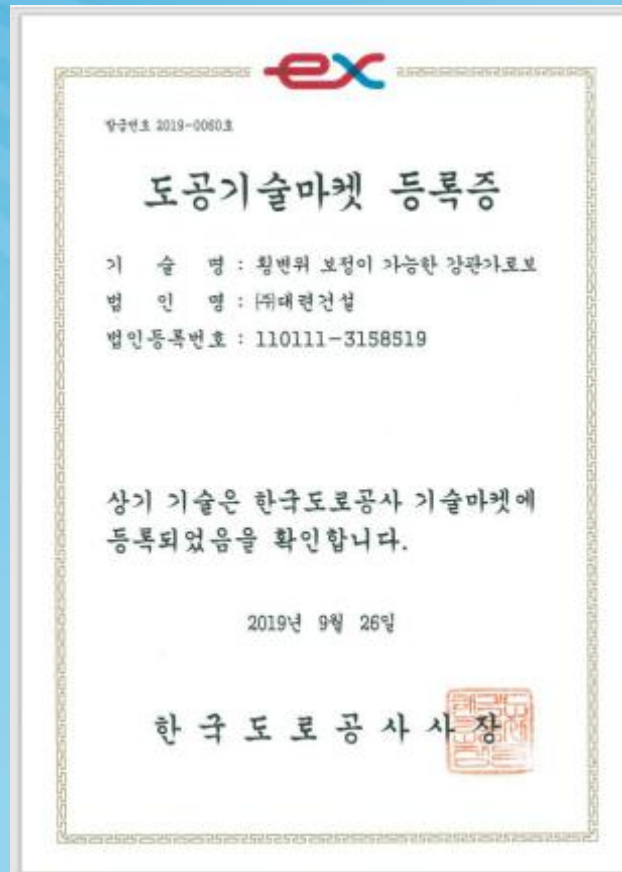 ex
발급번호 2019-0060호
도공기술마켓 등록증
기 술 명 : 횡변위 보정이 가능한 강관가로보
법 인 명 : ㈜대련건설
법인등록번호 : 110111-3158519
상기 기술은 한국도로공사 기술마켓에
등록되었음을 확인합니다.
2019년 9월 26일
한국도로공사사장